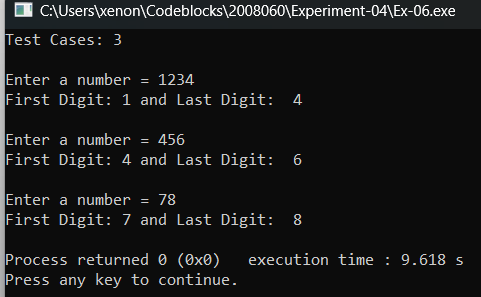 C:\Users\xenon\Codeblocks\2008060\Experiment-04\Ex-06.exe
Test Cases: 3
Enter a number = 1234
First Digit: 1 and Last Digit:  4
Enter a number = 456
First Digit: 4 and Last Digit:  6
Enter a number = 78
First Digit: 7 and Last Digit:  8
Process returned 0 (0x0)   execution time : 9.618 s
Press any key to continue.